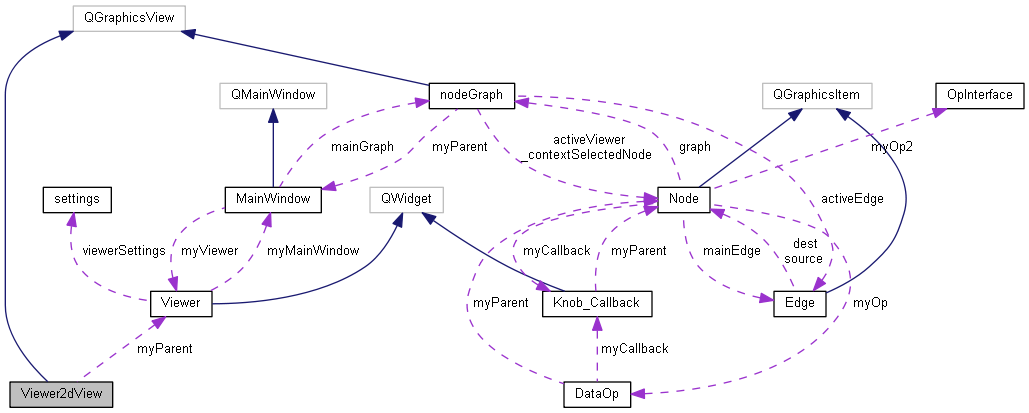 QGraphicsView
QMainWindow
nodeGraph
QGraphicsItem
OpInterface
mainGraph
myParent
activeViewer
_contextSelectedNode
graph
myOp2
settings
MainWindow
QWidget
Node
activeEdge
viewerSettings
myViewer
myMainWindow
myCallback
myParent
mainEdge
dest
source
Viewer
myParent
Knob_Callback
Edge
myOp
myParent
myCallback
Viewer2dView
DataOp